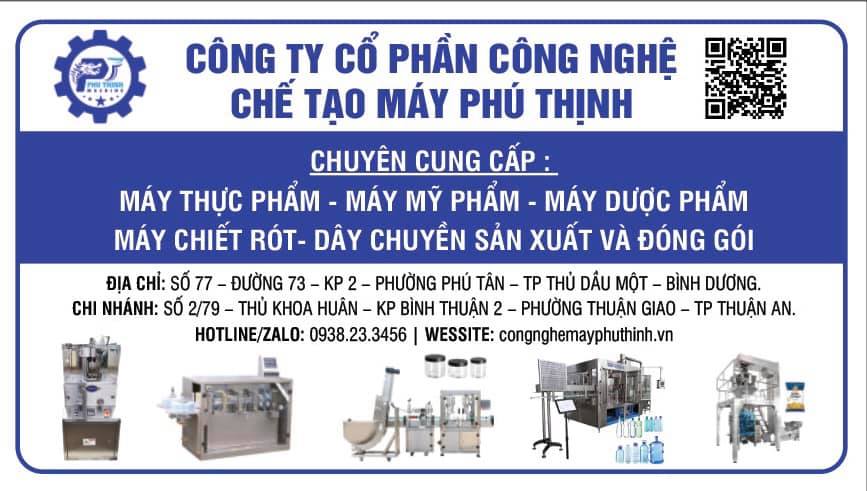 PHÚ THỊNH
MACHINE
CÔNG TY CỔ PHẦN CÔNG NGHỆ
CHẾ TẠO MÁY PHÚ THỊNH
CHUYÊN CUNG CẤP :
MÁY THỰC PHẨM - MÁY MỸ PHẨM - MÁY DƯỢC PHẨM
MÁY CHIẾT RÓT- DÂY CHUYỀN SẢN XUẤT VÀ ĐÓNG GÓI
ĐỊA CHỈ: SỐ 77 – ĐƯỜNG 73 – KP 2 – PHƯỜNG PHÚ TÂN – TP THỦ DẦU MỘT – BÌNH DƯƠNG.
CHI NHÁNH: SỐ 2/79 – THỦ KHOA HUÂN – KP BÌNH THUẬN 2 – PHƯỜNG THUẬN GIAO – TP THUẬN AN.
HOTLINE/ZALO: 0938.23.3456 | WESSITE: congnghemayphuthinh.vn